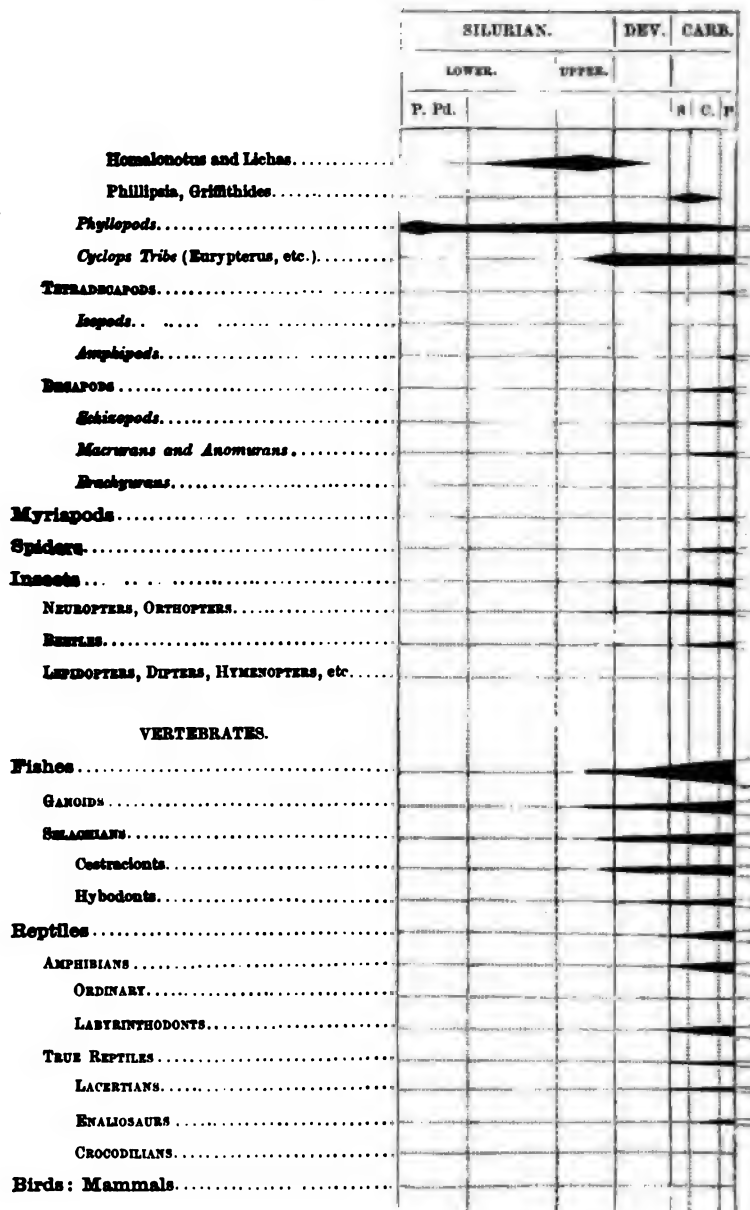 SILURIAN. DEV. CARB.
LOWER. UPPER.
P. Pd. S C. P
Homalonotus and Lichas
Phillipsia, Griffithides
Phyllopods
Cyclops Tribe (Eurypterus, etc.)
TETRADECAPODS
Isopods
Amphipods
DECAPODS
Schizopods
Macrurans and Anomurans
Brachyurans
Myriapods
Spiders
Insects
NEUROPTERS, ORTHOPTERS
BEETLES
LEPIDOPTERS, DIPTERS, HYMENOPTERS, etc
VERTEBRATES.
Fishes
GANOIDS
SELACHIANS
Cestracionts
Hybodonts
Reptiles
AMPHIBIANS
ORDINARY
LABYRINTHODONTS
TRUE REPTILES
LACERTIANS
ENALIOSAURS
CROCODILIANS
Birds: Mammals